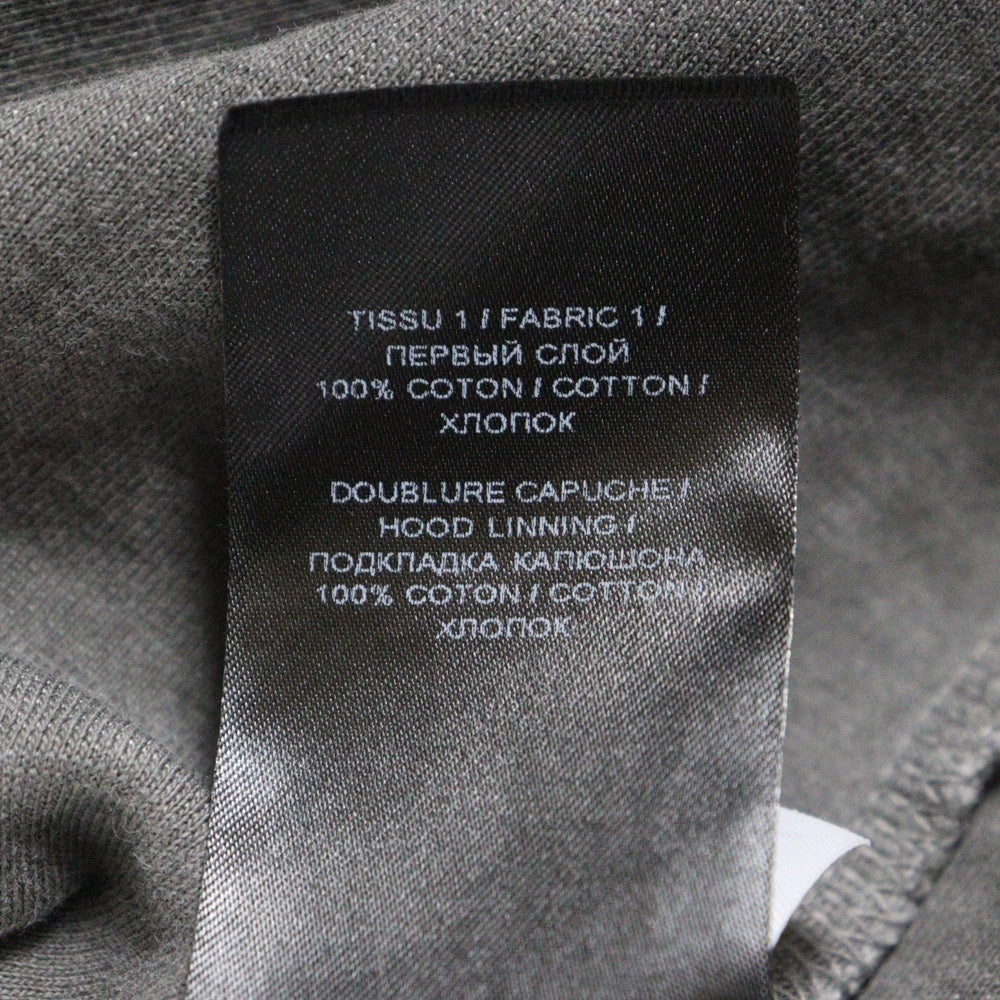 TISSU 1 / FABRIC 1 /
ПЕРВЫЙ СЛОЙ
100% COTON / COTTON /
ХЛОПОК
DOUBLURE CAPUCHE /
HOOD LINNING /
ПОДКЛАДКА КАПЮШОНА
100% COTON / COTTON /
ХЛОПОК